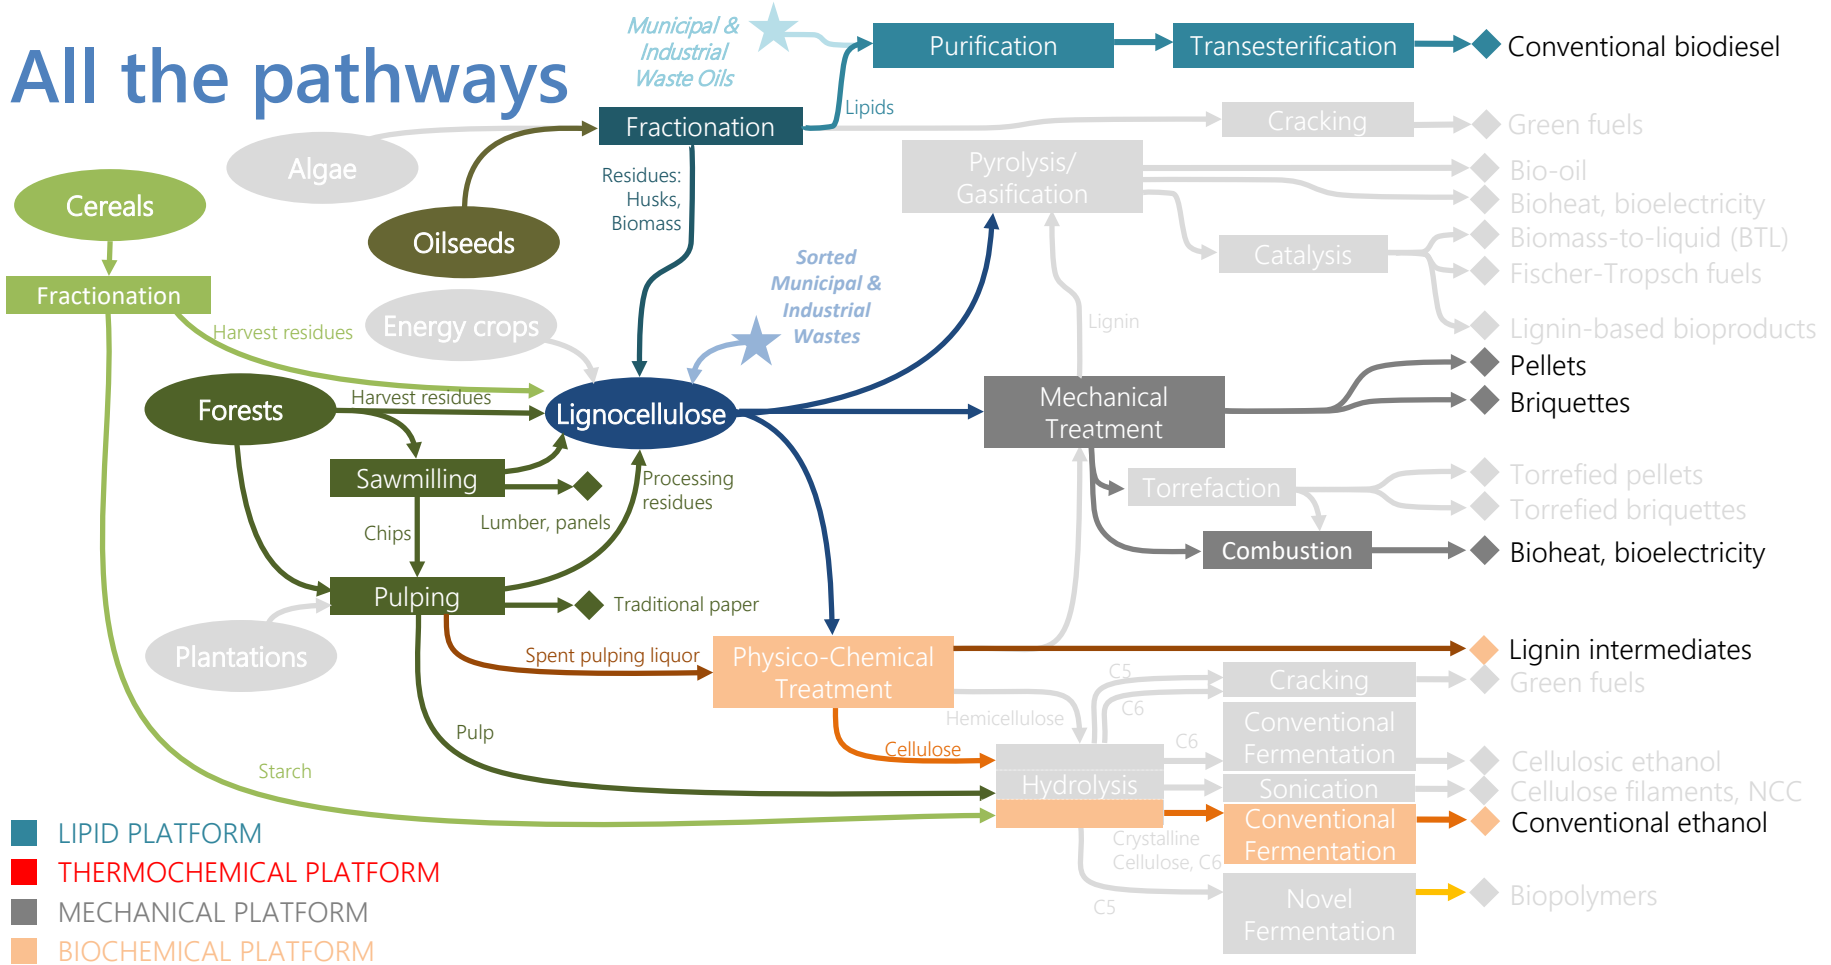 All the pathways
Municipal &
Industrial
Waste Oils
Purification
Transesterification
Conventional biodiesel
Lipids
Fractionation
Cracking
Green fuels
Algae
Residues:
Husks,
Biomass
Pyrolysis/
Gasification
Bio-oil
Bioheat, bioelectricity
Cereals
Oilseeds
Biomass-to-liquid (BTL)
Catalysis
Fischer-Tropsch fuels
Sorted
Municipal &
Industrial
Wastes
Fractionation
Harvest residues
Energy crops
Lignin
Lignin-based bioproducts
Pellets
Briquettes
Forests
Harvest residues
Lignocellulose
Mechanical
Treatment
Sawmilling
Processing
residues
Lumber, panels
Chips
Torrefaction
Torrefied pellets
Torrefied briquettes
Combustion
Bioheat, bioelectricity
Pulping
Traditional paper
Plantations
Spent pulping liquor
Physico-Chemical
Treatment
Lignin intermediates
C5
Cracking
Green fuels
C6
Hemicellulose
Pulp
Cellulose
C6
Conventional
Fermentation
Cellulosic ethanol
Starch
Hydrolysis
Sonication
Cellulose filaments, NCC
Conventional
Fermentation
Conventional ethanol
Crystalline
Cellulose, C6
C5
Novel
Fermentation
Biopolymers
LIPID PLATFORM
THERMOCHEMICAL PLATFORM
MECHANICAL PLATFORM
BIOCHEMICAL PLATFORM